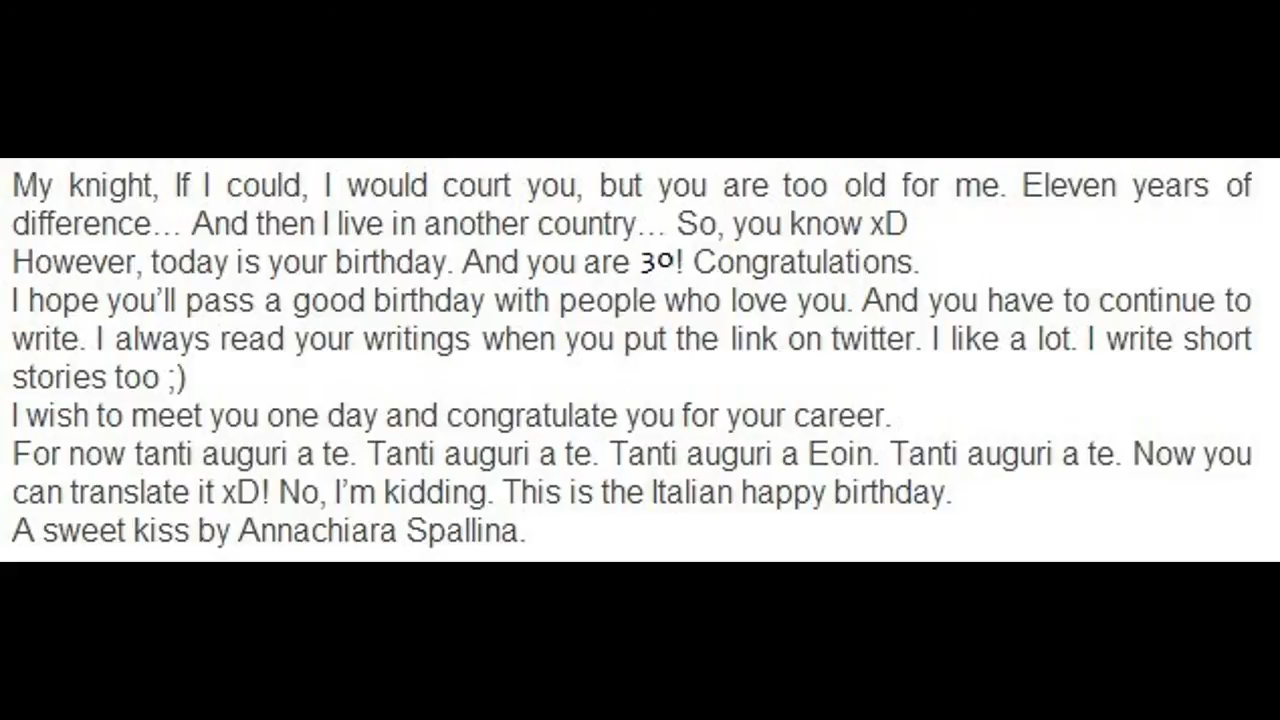 My knight, If I could, I would court you, but you are too old for me. Eleven years of
difference… And then I live in another country… So, you know xD
However, today is your birthday. And you are 30! Congratulations.
I hope you’ll pass a good birthday with people who love you. And you have to continue to
write. I always read your writings when you put the link on twitter. I like a lot. I write short
stories too ;)
I wish to meet you one day and congratulate you for your career.
For now tanti auguri a te. Tanti auguri a te. Tanti auguri a Eoin. Tanti auguri a te. Now you
can translate it xD! No, I’m kidding. This is the Italian happy birthday.
A sweet kiss by Annachiara Spallina.